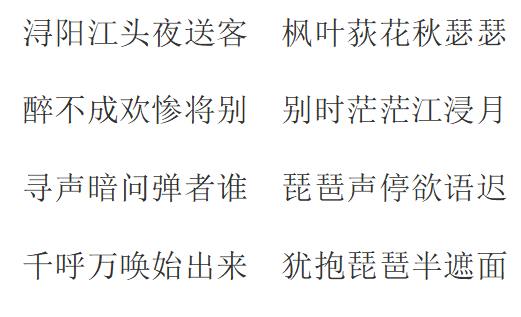 浔阳江头夜送客 枫叶荻花秋瑟瑟
醉不成欢惨将别 别时茫茫江浸月
寻声暗问弹者谁 琵琶声停欲语迟
千呼万唤始出来 犹抱琵琶半遮面